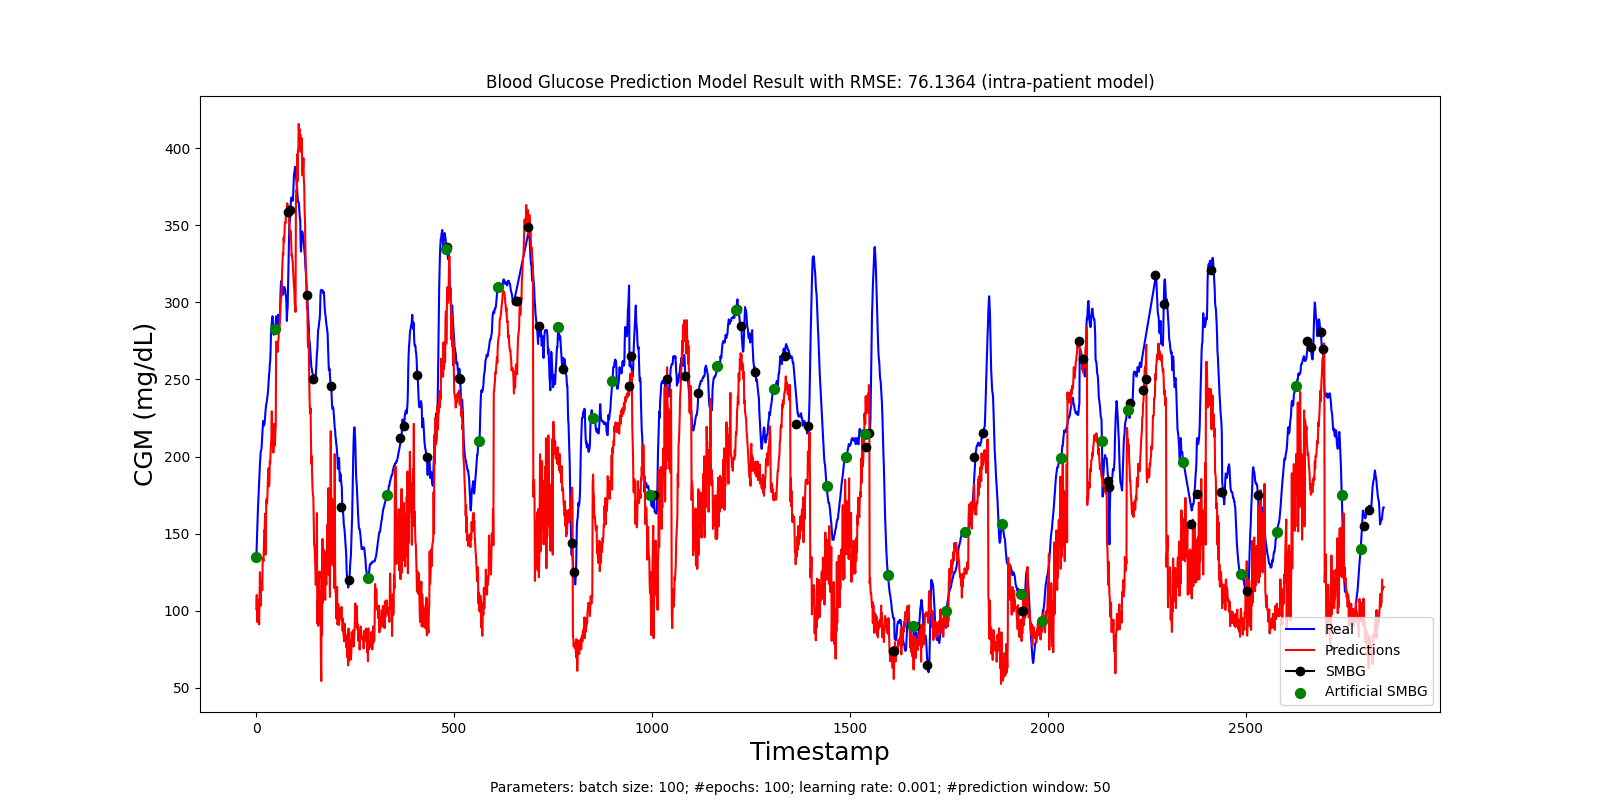 Blood Glucose Prediction Model Result with RMSE: 76.1364 (intra-patient model)
CGM (mg/dL)
400
350
300
250
200
150
100
50
0
500
1000
1500
2000
2500
Timestamp
Real
Predictions
SMBG
Artificial SMBG
Parameters: batch size: 100; #epochs: 100; learning rate: 0.001; #prediction window: 50